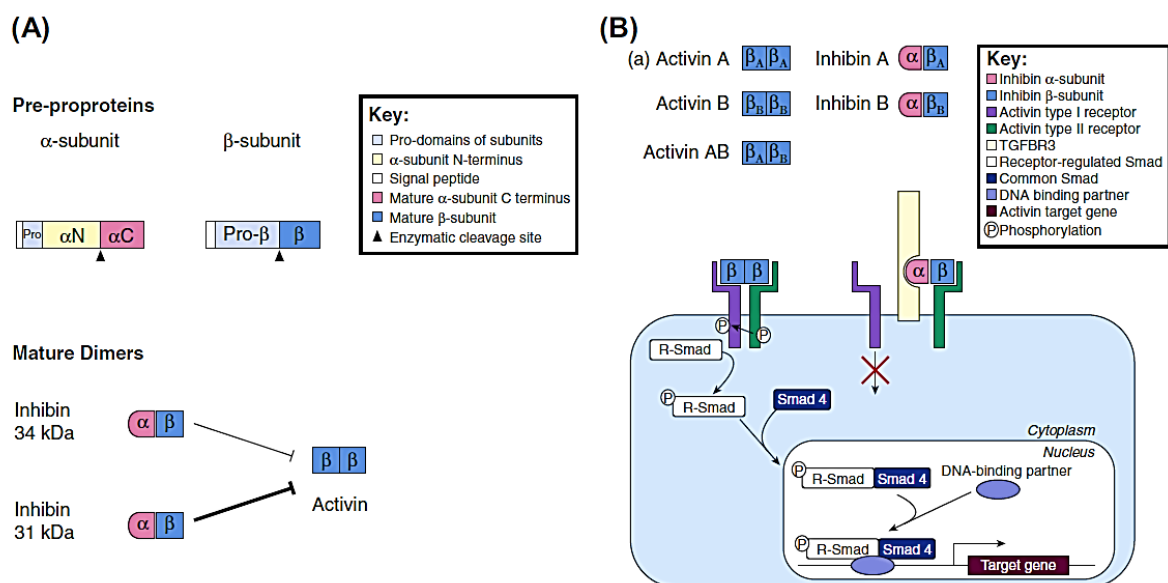 (A)
Pre-proproteins
α-subunit
β-subunit
Pro
αN
αC
Pro-β
β
Key:
Pro-domains of subunits
α-subunit N-terminus
Signal peptide
Mature α-subunit C terminus
Mature β-subunit
Enzymatic cleavage site
Mature Dimers
Inhibin
34 kDa
α β
Inhibin
31 kDa
α β
β β
Activin
(B)
(a) Activin A
βA βA
Inhibin A
α βA
Activin B
βB βB
Inhibin B
α βB
Activin AB
βA βB
Key:
Inhibin α-subunit
Inhibin β-subunit
Activin type I receptor
Activin type II receptor
TGFBR3
Receptor-regulated Smad
Common Smad
DNA binding partner
Activin target gene
P Phosphorylation
β β
α β
P
P
R-Smad
P
R-Smad
Smad 4
Cytoplasm
Nucleus
P
R-Smad
Smad 4
DNA-binding partner
P
R-Smad
Smad 4
Target gene